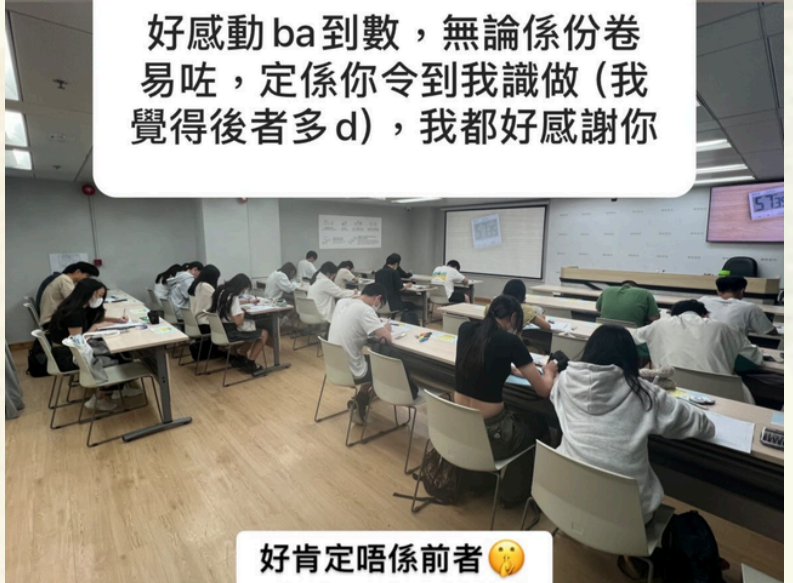 好感動ba到數，無論係份卷
易咗，定係你令到我識做（我
覺得後者多d），我都好感謝你
好肯定唔係前者🤫